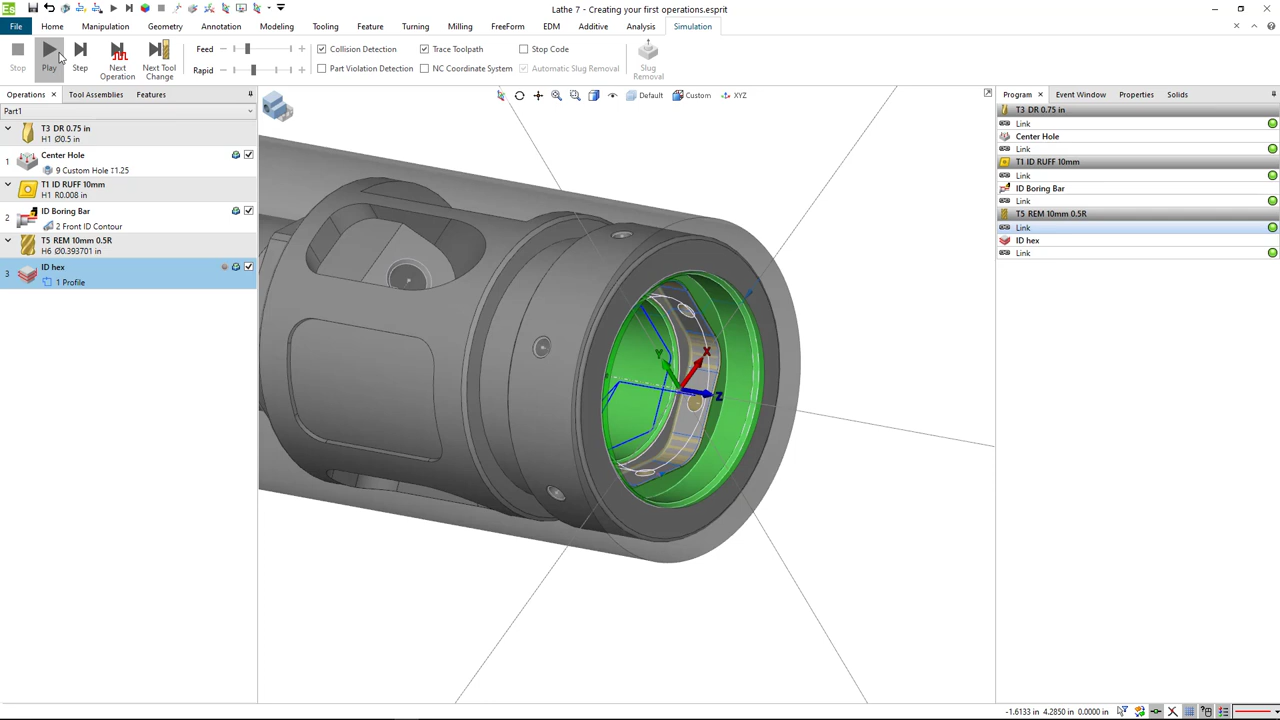 Es
Lathe 7 - Creating your first operations.esprit
File Home Manipulation Geometry Annotation Modeling Tooling Feature Turning Milling FreeForm EDM Additive Analysis Simulation
Stop
Play
Step
Next Operation
Next Tool Change
Feed
Rapid
Collision Detection
Trace Toolpath
Stop Code
Part Violation Detection
NC Coordinate System
Automatic Slug Removal
Slug Removal
Operations Tool Assemblies Features
Part1
T3 DR 0.75 in
H1 Ø0.5 in
1 Center Hole
9 Custom Hole ↕1.25
T1 ID RUFF 10mm
H1 R0.008 in
2 ID Boring Bar
2 Front ID Contour
T5 REM 10mm 0.5R
H6 Ø0.393701 in
3 ID hex
1 Profile
Default Custom XYZ
Y
X
Z
Program Event Window Properties Solids
T3 DR 0.75 in
Link
Center Hole
Link
T1 ID RUFF 10mm
Link
ID Boring Bar
Link
T5 REM 10mm 0.5R
Link
ID hex
Link
-1.6133 in 4.2850 in 0.0000 in